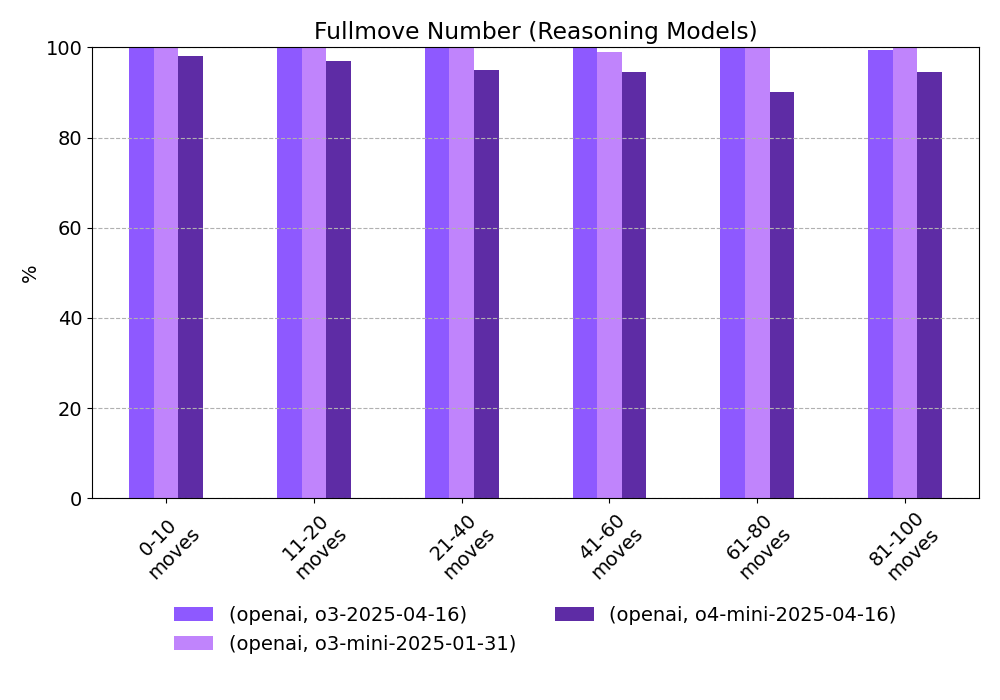 Fullmove Number (Reasoning Models)
100
80
60
40
20
0
%
0-10
moves
11-20
moves
21-40
moves
41-60
moves
61-80
moves
81-100
moves
(openai, o3-2025-04-16)
(openai, o3-mini-2025-01-31)
(openai, o4-mini-2025-04-16)